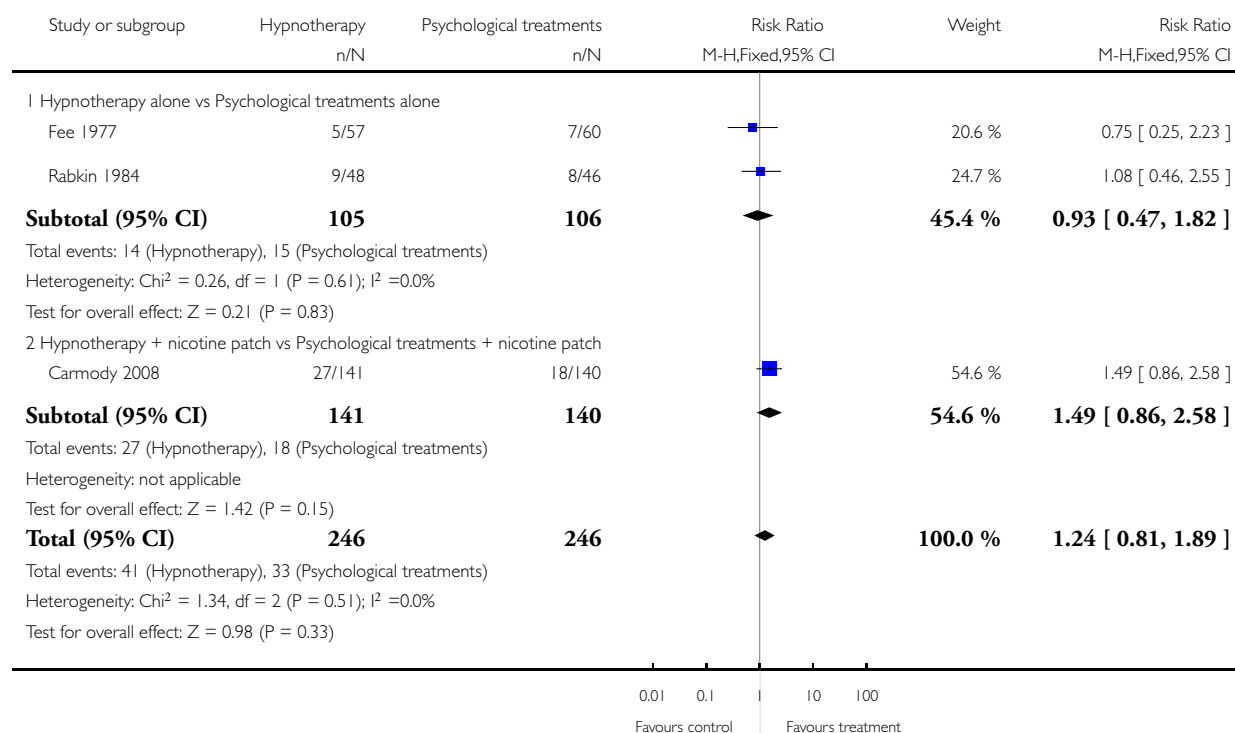 Study or subgroup Hypnotherapy Psychological treatments Risk Ratio Weight Risk Ratio
n/N n/N M-H,Fixed,95% CI M-H,Fixed,95% CI
1 Hypnotherapy alone vs Psychological treatments alone
Fee 1977 5/57 7/60 20.6 % 0.75 [ 0.25, 2.23 ]
Rabkin 1984 9/48 8/46 24.7 % 1.08 [ 0.46, 2.55 ]
Subtotal (95% CI) 105 106 45.4 % 0.93 [ 0.47, 1.82 ]
Total events: 14 (Hypnotherapy), 15 (Psychological treatments)
Heterogeneity: Chi² = 0.26, df = 1 (P = 0.61); I² =0.0%
Test for overall effect: Z = 0.21 (P = 0.83)
2 Hypnotherapy + nicotine patch vs Psychological treatments + nicotine patch
Carmody 2008 27/141 18/140 54.6 % 1.49 [ 0.86, 2.58 ]
Subtotal (95% CI) 141 140 54.6 % 1.49 [ 0.86, 2.58 ]
Total events: 27 (Hypnotherapy), 18 (Psychological treatments)
Heterogeneity: not applicable
Test for overall effect: Z = 1.42 (P = 0.15)
Total (95% CI) 246 246 100.0 % 1.24 [ 0.81, 1.89 ]
Total events: 41 (Hypnotherapy), 33 (Psychological treatments)
Heterogeneity: Chi² = 1.34, df = 2 (P = 0.51); I² =0.0%
Test for overall effect: Z = 0.98 (P = 0.33)
0.01 0.1 1 10 100
Favours control Favours treatment